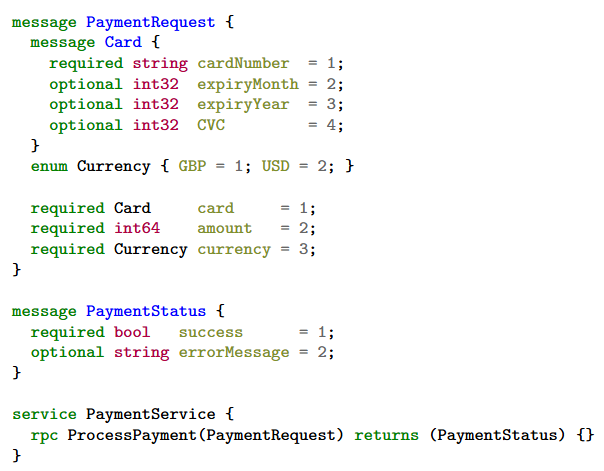 message PaymentRequest {
  message Card {
    required string cardNumber  = 1;
    optional int32  expiryMonth = 2;
    optional int32  expiryYear  = 3;
    optional int32  CVC         = 4;
  }
  enum Currency { GBP = 1; USD = 2; }

  required Card     card     = 1;
  required int64    amount   = 2;
  required Currency currency = 3;
}

message PaymentStatus {
  required bool   success      = 1;
  optional string errorMessage = 2;
}

service PaymentService {
  rpc ProcessPayment(PaymentRequest) returns (PaymentStatus) {}
}